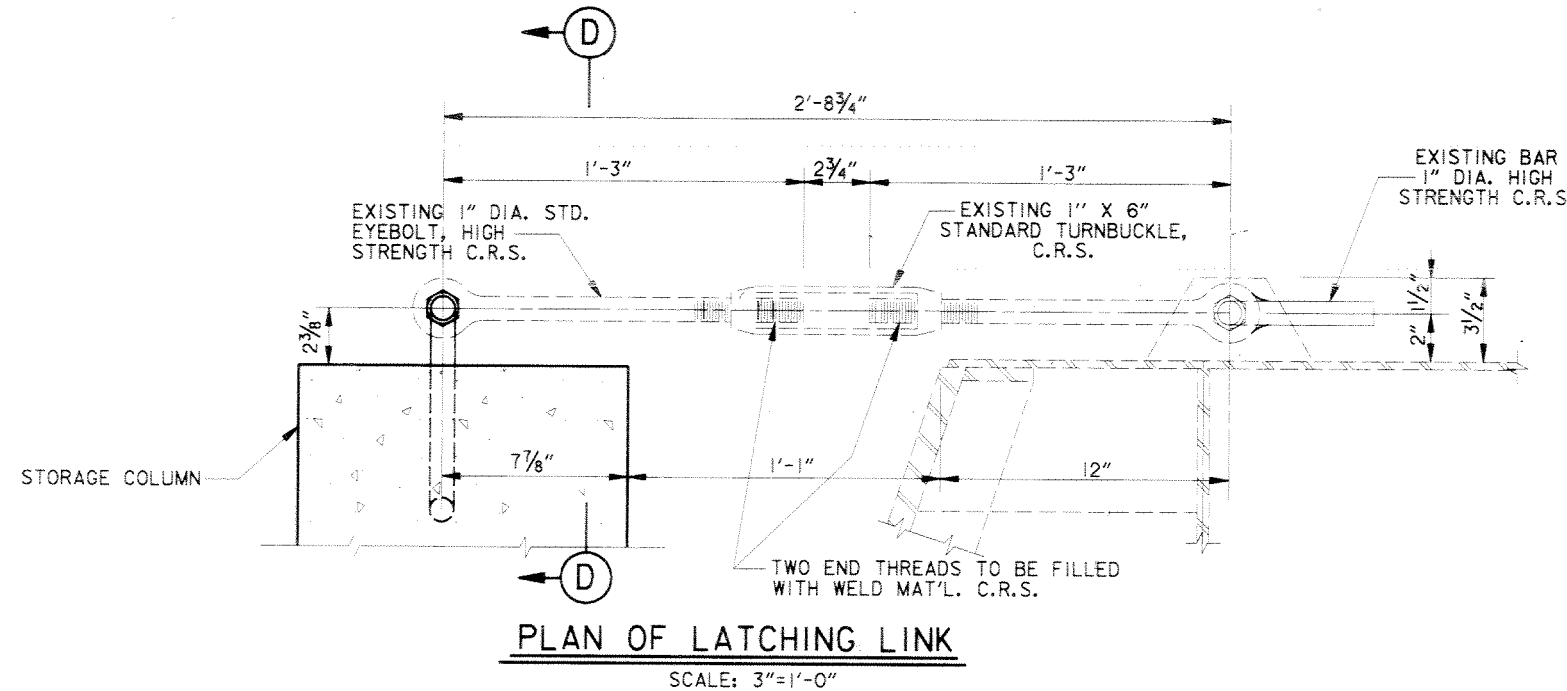 D
2'-8¾"
1'-3"
2¾"
1'-3"
EXISTING BAR
1" DIA. HIGH
STRENGTH C.R.S
EXISTING 1" DIA. STD.
EYEBOLT, HIGH
STRENGTH C.R.S.
EXISTING 1" X 6"
STANDARD TURNBUCKLE,
C.R.S.
2⅜"
1½"
2"
3½"
STORAGE COLUMN
7⅞"
1'-1"
12"
TWO END THREADS TO BE FILLED
WITH WELD MAT'L. C.R.S.
D
PLAN OF LATCHING LINK
SCALE: 3"=1'-0"